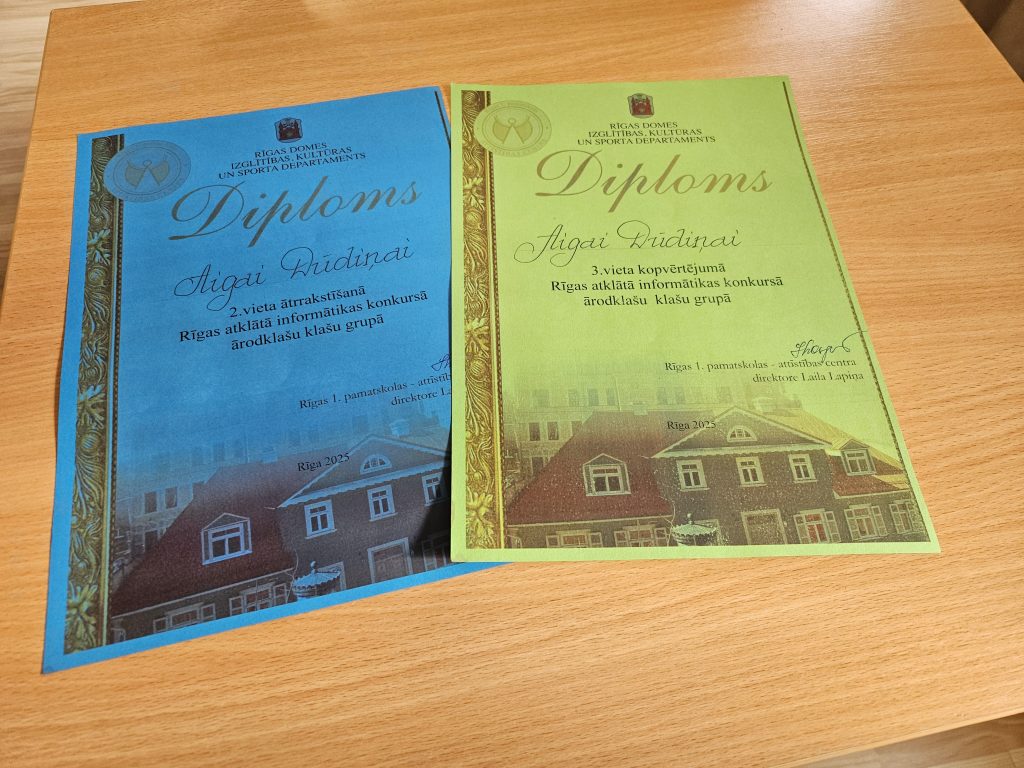 RĪGAS DOMES
IZGLĪTĪBAS, KULTŪRAS
UN SPORTA DEPARTAMENTS
Diploms
Aigai Dūdiņai
2.vieta ātrrakstīšanā
Rīgas atklātā informātikas konkursā
ārodklašu klašu grupā
Rīgas 1. pamatskolas - attīstības
direktore
Rīga 2025
RĪGAS DOMES
IZGLĪTĪBAS, KULTŪRAS
UN SPORTA DEPARTAMENTS
Diploms
Aigai Dūdiņai
3.vieta kopvērtējumā
Rīgas atklātā informātikas konkursā
ārodklašu klašu grupā
Rīgas 1. pamatskolas - attīstības centra
direktore Laila Lapiņa
Rīga 2025